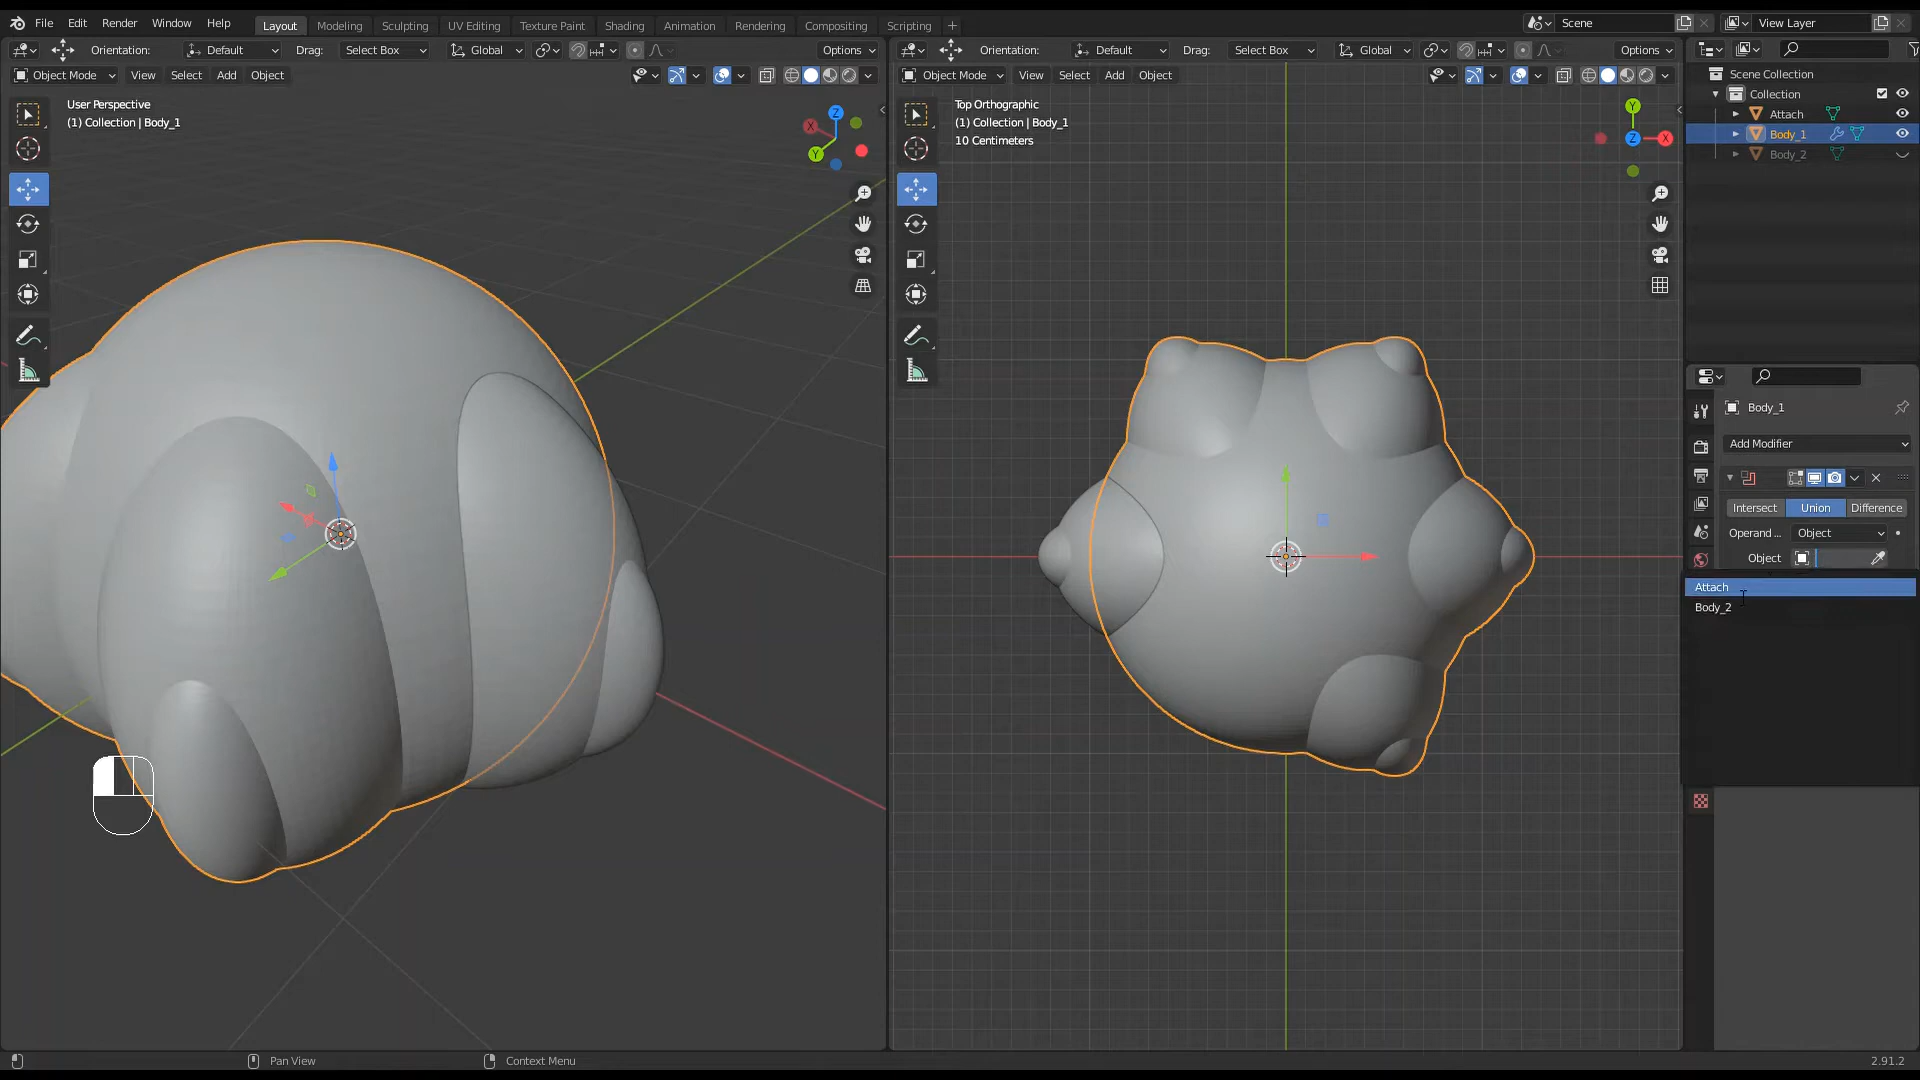 File Edit Render Window Help
Layout Modeling Sculpting UV Editing Texture Paint Shading Animation Rendering Compositing Scripting +
Scene
View Layer
Orientation: Default Drag: Select Box Global Options
Object Mode View Select Add Object
User Perspective
(1) Collection | Body_1
Z
X
Y
Orientation: Default Drag: Select Box Global Options
Object Mode View Select Add Object
Top Orthographic
(1) Collection | Body_1
10 Centimeters
Y
Z
X
Scene Collection
Collection
Attach
Body_1
Body_2
Body_1
Add Modifier
Intersect Union Difference
Operand ... Object
Object
Attach
Body_2
Pan View
Context Menu
2.91.2